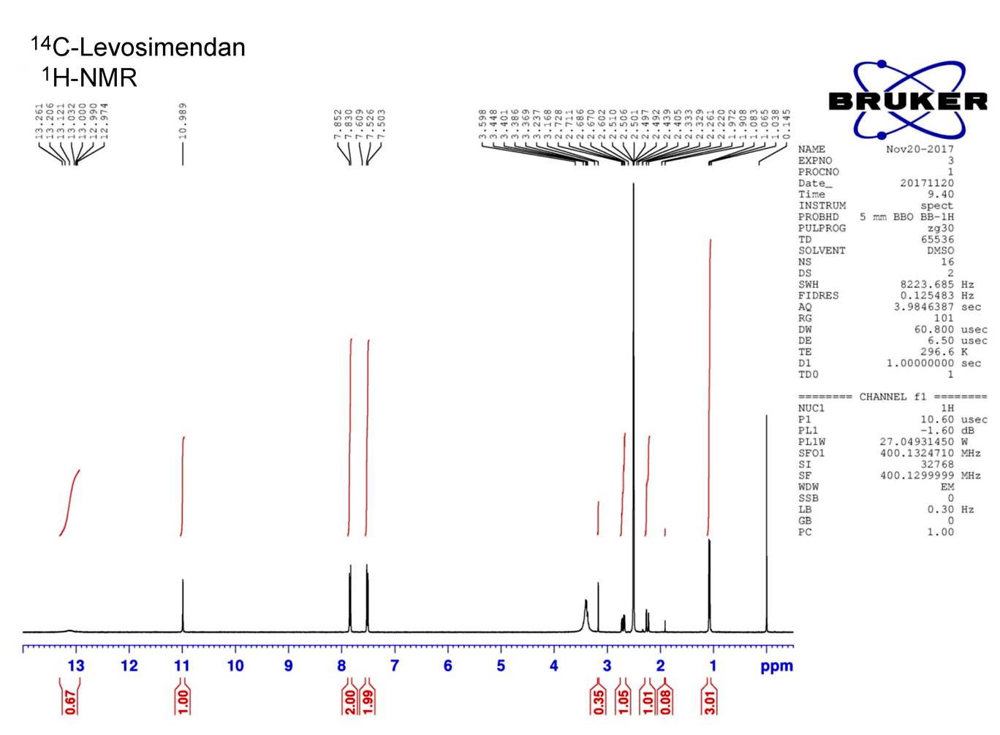 14C-Levosimendan
1H-NMR
13.261
13.206
13.121
13.032
13.000
12.990
12.974
10.989
7.852
7.830
7.609
7.526
7.503
3.598
3.448
3.401
3.386
3.369
3.237
3.168
2.728
2.711
2.686
2.670
2.602
2.510
2.506
2.501
2.497
2.492
2.439
2.405
2.333
2.329
2.261
2.220
1.972
1.908
1.083
1.065
1.038
0.145
BRUKER
NAME Nov20-2017
EXPNO 3
PROCNO 1
Date_ 20171120
Time 9.40
INSTRUM spect
PROBHD 5 mm BBO BB-1H
PULPROG zg30
TD 65536
SOLVENT DMSO
NS 16
DS 2
SWH 8223.685 Hz
FIDRES 0.125483 Hz
AQ 3.9846387 sec
RG 101
DW 60.800 usec
DE 6.50 usec
TE 296.6 K
D1 1.00000000 sec
TD0 1
======== CHANNEL f1 ========
NUC1 1H
P1 10.60 usec
PL1 -1.60 dB
PL1W 27.04931450 W
SFO1 400.1324710 MHz
SI 32768
SF 400.1299999 MHz
WDW EM
SSB 0
LB 0.30 Hz
GB 0
PC 1.00
13 12 11 10 9 8 7 6 5 4 3 2 1 ppm
0.67
1.00
2.00
1.99
0.35
1.05
1.01
0.08
3.01